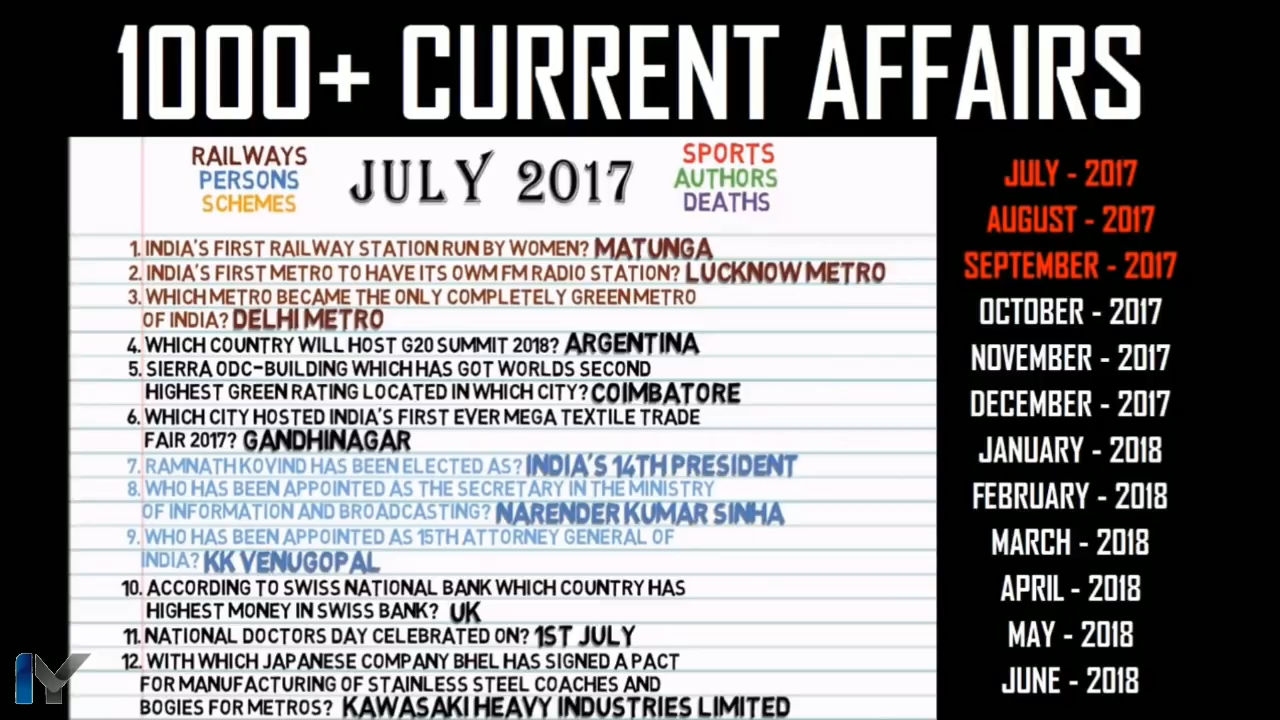 1000+ CURRENT AFFAIRS
RAILWAYS
PERSONS
SCHEMES
JULY 2017
SPORTS
AUTHORS
DEATHS
1. INDIA'S FIRST RAILWAY STATION RUN BY WOMEN? MATUNGA
2. INDIA'S FIRST METRO TO HAVE ITS OWM FM RADIO STATION? LUCKNOW METRO
3. WHICH METRO BECAME THE ONLY COMPLETELY GREEN METRO
OF INDIA? DELHI METRO
4. WHICH COUNTRY WILL HOST G20 SUMMIT 2018? ARGENTINA
5. SIERRA ODC-BUILDING WHICH HAS GOT WORLDS SECOND
HIGHEST GREEN RATING LOCATED IN WHICH CITY? COIMBATORE
6. WHICH CITY HOSTED INDIA'S FIRST EVER MEGA TEXTILE TRADE
FAIR 2017? GANDHINAGAR
7. RAMNATH KOVIND HAS BEEN ELECTED AS? INDIA'S 14TH PRESIDENT
8. WHO HAS BEEN APPOINTED AS THE SECRETARY IN THE MINISTRY
OF INFORMATION AND BROADCASTING? NARENDER KUMAR SINHA
9. WHO HAS BEEN APPOINTED AS 15TH ATTORNEY GENERAL OF
INDIA? KK VENUGOPAL
10. ACCORDING TO SWISS NATIONAL BANK WHICH COUNTRY HAS
HIGHEST MONEY IN SWISS BANK? UK
11. NATIONAL DOCTORS DAY CELEBRATED ON? 1ST JULY
12. WITH WHICH JAPANESE COMPANY BHEL HAS SIGNED A PACT
FOR MANUFACTURING OF STAINLESS STEEL COACHES AND
BOGIES FOR METROS? KAWASAKI HEAVY INDUSTRIES LIMITED
JULY - 2017
AUGUST - 2017
SEPTEMBER - 2017
OCTOBER - 2017
NOVEMBER - 2017
DECEMBER - 2017
JANUARY - 2018
FEBRUARY - 2018
MARCH - 2018
APRIL - 2018
MAY - 2018
JUNE - 2018